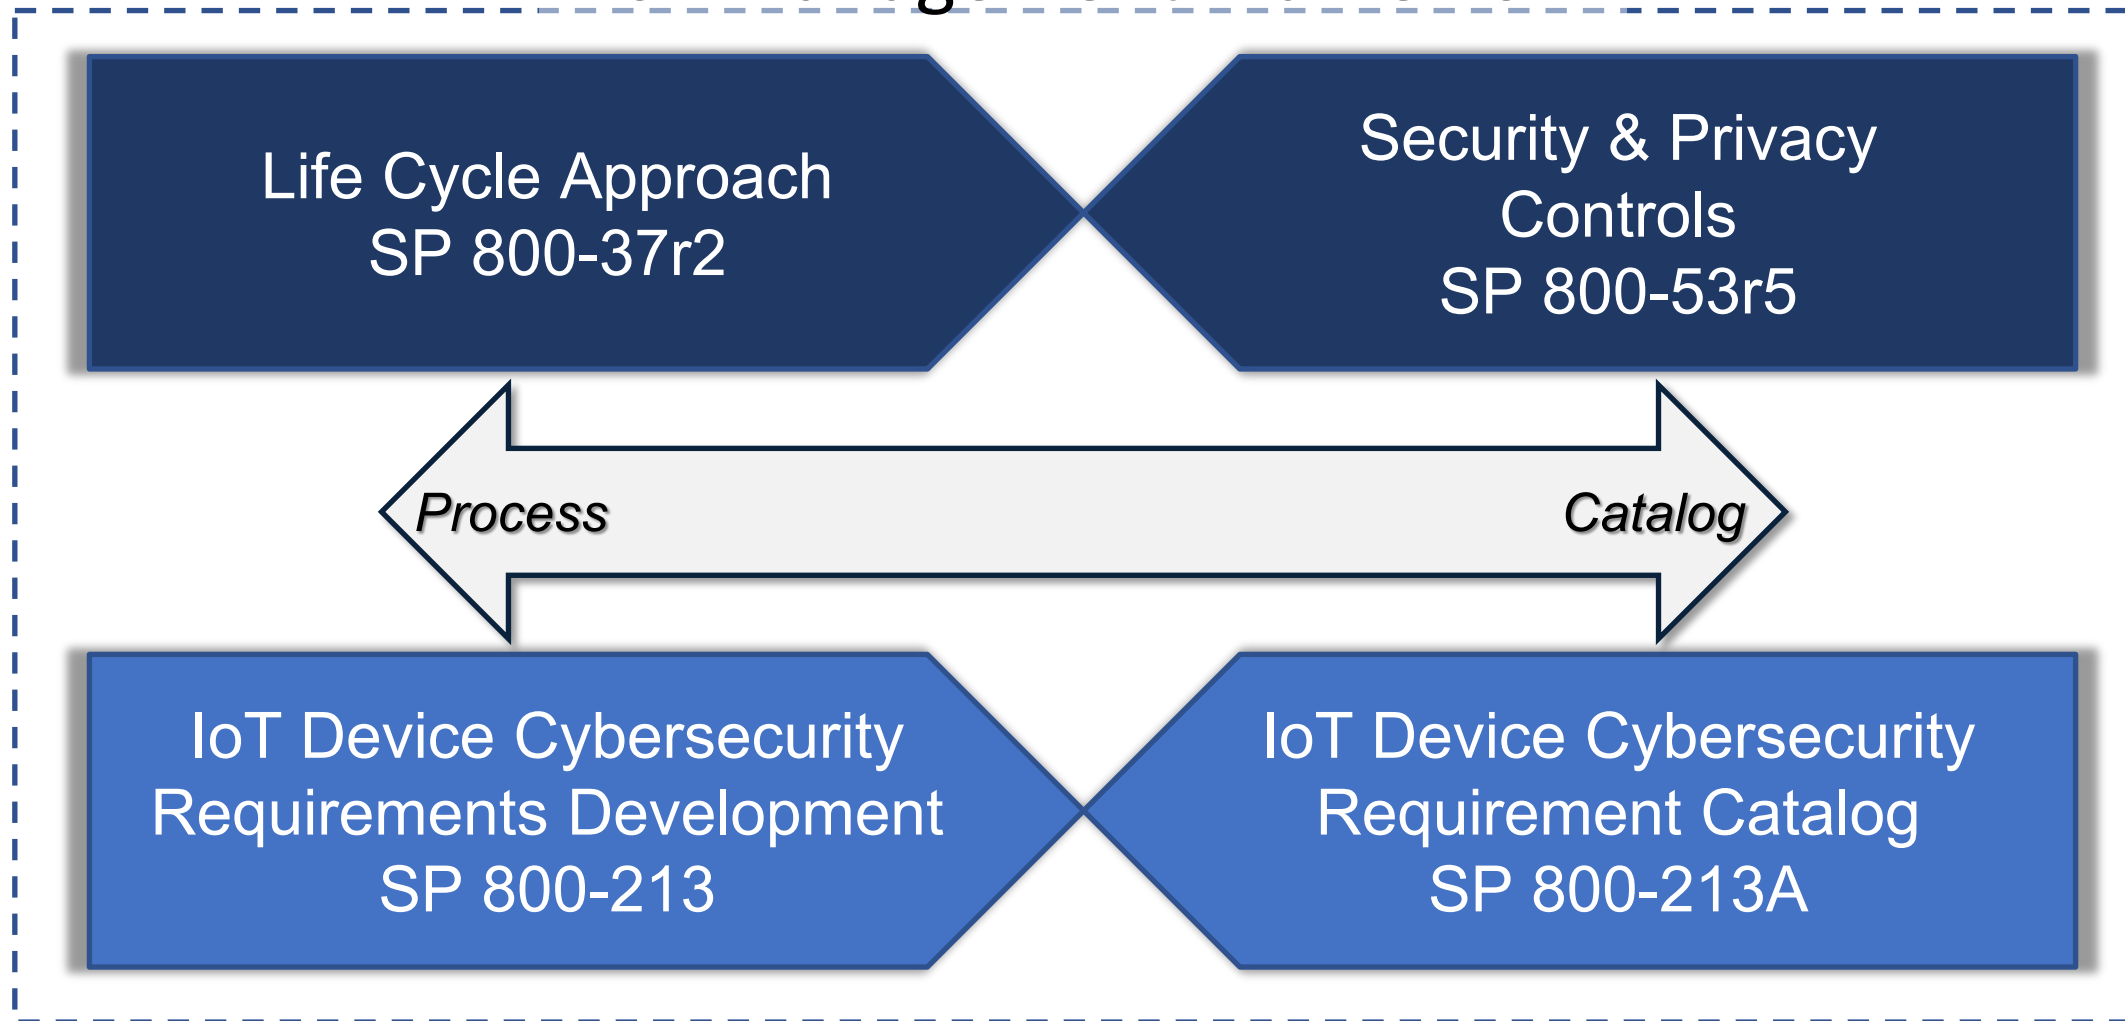 Life Cycle Approach
SP 800-37r2
Security & Privacy
Controls
SP 800-53r5
Process
Catalog
IoT Device Cybersecurity
Requirements Development
SP 800-213
IoT Device Cybersecurity
Requirement Catalog
SP 800-213A